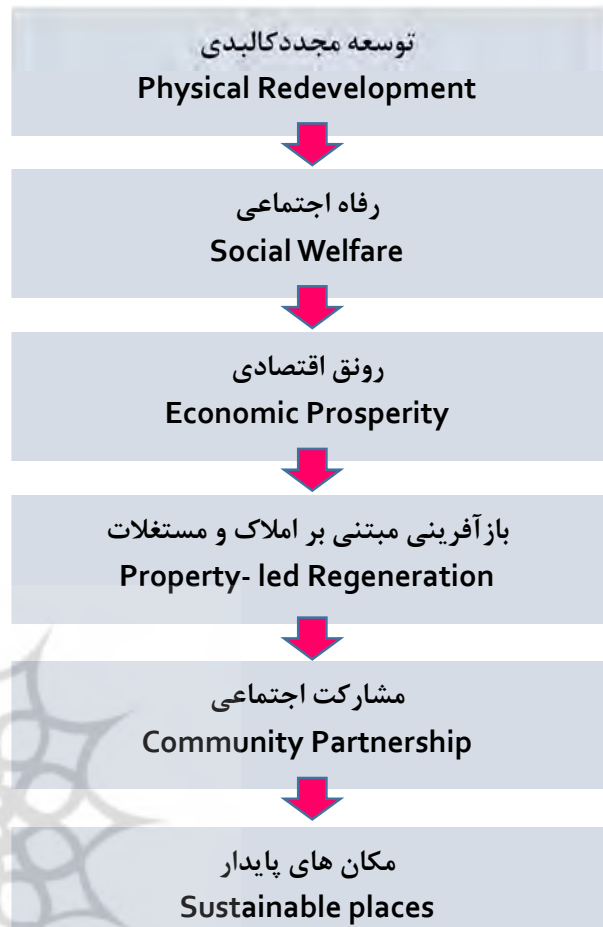 توسعه مجددکالبدی
Physical Redevelopment
رفاه اجتماعی
Social Welfare
رونق اقتصادی
Economic Prosperity
بازآفرینی مبتنی بر املاک و مستغلات
Property- led Regeneration
مشارکت اجتماعی
Community Partnership
مکان های پایدار
Sustainable places